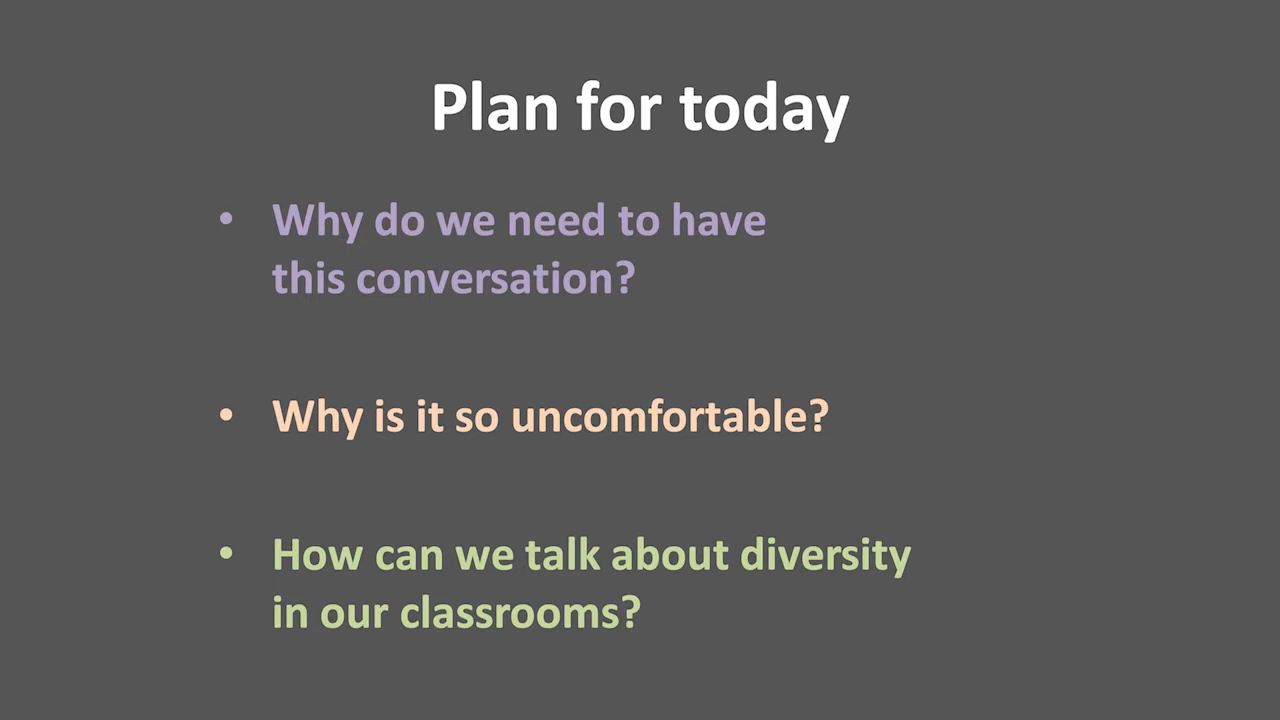 Plan for today
• Why do we need to have
this conversation?
• Why is it so uncomfortable?
• How can we talk about diversity
in our classrooms?